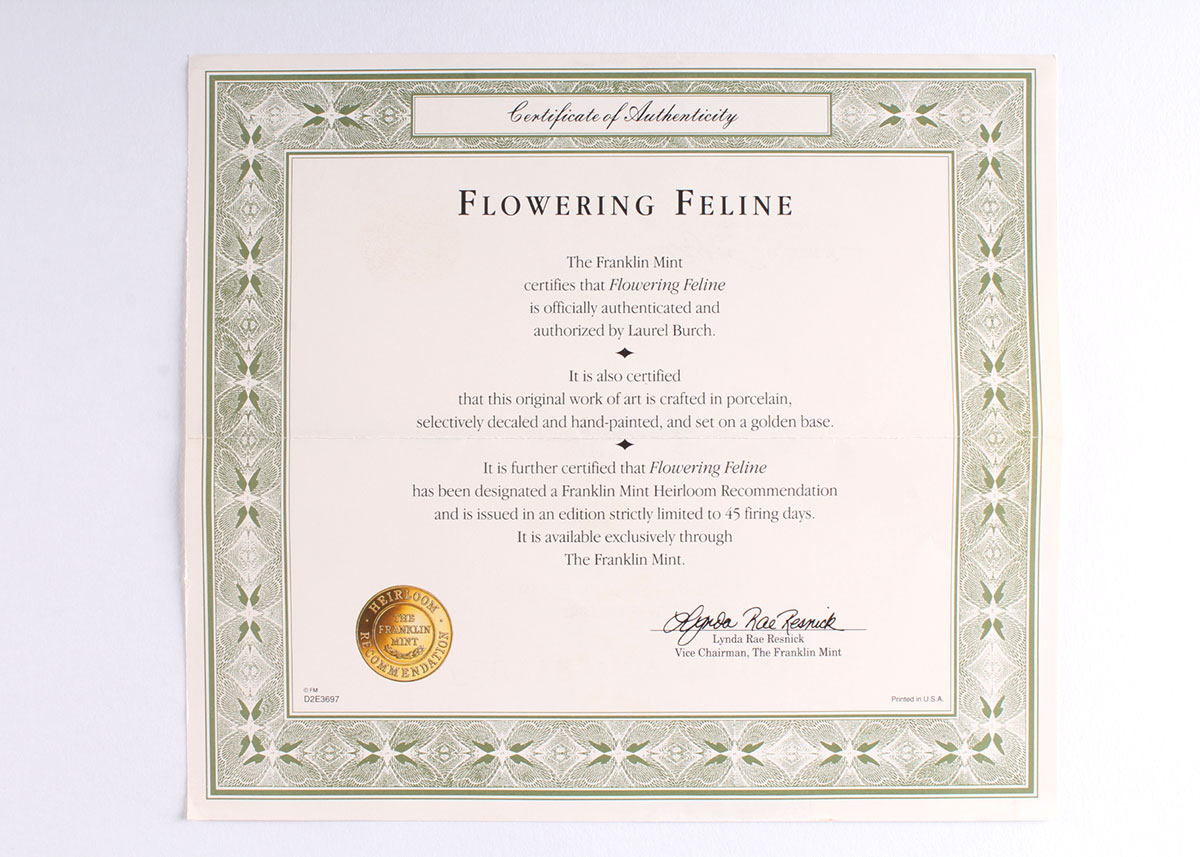 Certificate of Authenticity
FLOWERING FELINE
The Franklin Mint
certifies that Flowering Feline
is officially authenticated and
authorized by Laurel Burch.
It is also certified
that this original work of art is crafted in porcelain,
selectively decaled and hand-painted, and set on a golden base.
It is further certified that Flowering Feline
has been designated a Franklin Mint Heirloom Recommendation
and is issued in an edition strictly limited to 45 firing days.
It is available exclusively through
The Franklin Mint.
HEIRLOOM
THE
FRANKLIN
MINT
RECOMMENDATION
Lynda Rae Resnick
Lynda Rae Resnick
Vice Chairman, The Franklin Mint
© FM
D2E3697
Printed in U.S.A.